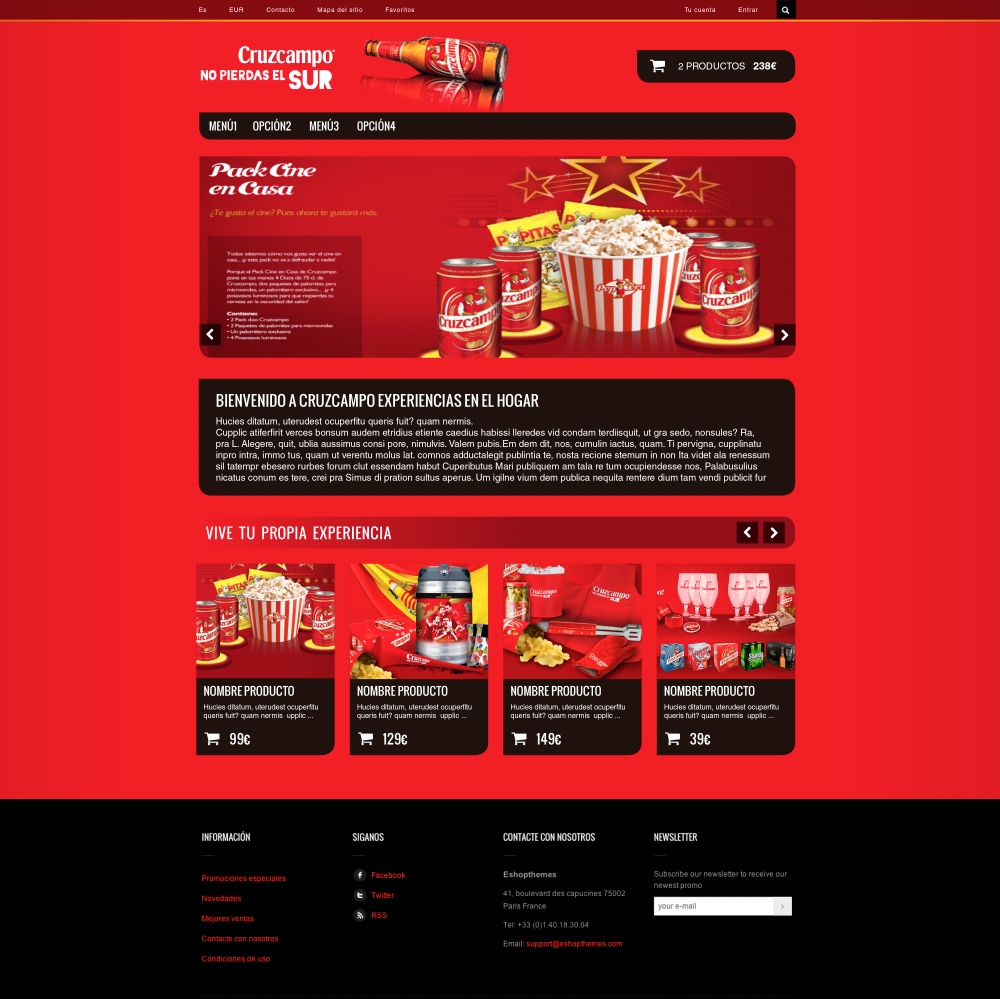 Es EUR Contacto Mapa del sitio Favoritos Tu cuenta Entrar
Cruzcampo
NO PIERDAS EL SUR
2 PRODUCTOS 238€
MENÚ1 OPCIÓN2 MENÚ3 OPCIÓN4
Pack Cine
en Casa
¿Te gusta el cine? Pues ahora te gustará más.
Todos sabemos cómo nos gusta ver el cine en
casa... ¡y este pack no va a defraudar a nadie!
Porque el Pack Cine en Casa de Cruzcampo
pone en tus manos 4 Duos de 75 cl. de
Cruzcampo, dos paquetes de palomitas para
microondas, un palomitero exclusivo... ¡y 4
posavasos luminosos para que no pierdas tu
cerveza en la oscuridad del salón!
Contiene:
• 2 Pack dúo Cruzcampo
• 2 Paquetes de palomitas para microondas
• Un palomitero exclusivo
• 4 Posavasos luminosos
POPITAS
Pop Corn
Cruzcampo
Cruzcampo
BIENVENIDO A CRUZCAMPO EXPERIENCIAS EN EL HOGAR
Hucies ditatum, uterudest ocuperfitu queris fuit? quam nermis.
Cupplic atiferfirit verces bonsum audem etridius etiente caedius habissi lleredes vid condam terdiisquit, ut gra sedo, nonsules? Ra,
pra L. Alegere, quit, ublia aussimus consi pore, nimulvis. Valem pubis.Em dem dit, nos, cumulin iactus, quam. Ti pervigna, cupplinatu
inpro intra, immo tus, quam ut verentu molus lat. comnos adductalegit publintia te, nosta recione stemum in non Ita videt ala renessum
sil tatempr ebesero rurbes forum clut essendam habut Cupeributus Mari publiquem am tala re tum ocupiendesse nos, Palabusulius
nicatus conum es tere, crei pra Simus di pration sultus aperus. Um igilne vium dem publica nequita rentere dium tam vendi publicit fur
VIVE TU PROPIA EXPERIENCIA
NOMBRE PRODUCTO NOMBRE PRODUCTO NOMBRE PRODUCTO NOMBRE PRODUCTO
Hucies ditatum, uterudest ocuperfitu Hucies ditatum, uterudest ocuperfitu Hucies ditatum, uterudest ocuperfitu Hucies ditatum, uterudest ocuperfitu
queris fuit? quam nermis upplic ... queris fuit? quam nermis upplic ... queris fuit? quam nermis upplic ... queris fuit? quam nermis upplic ...
99€ 129€ 149€ 39€
INFORMACIÓN
Promociones especiales
Novedades
Mejores ventas
Contacte con nosotros
Condiciones de uso
SIGANOS
Facebook
Twitter
RSS
CONTACTE CON NOSOTROS
Eshopthemes
41, boulevard des capucines 75002
Paris France
Tel: +33 (0)1.40.18.30.04
Email: support@eshopthemes.com
NEWSLETTER
Subscribe our newsletter to receive our
newest promo
your e-mail